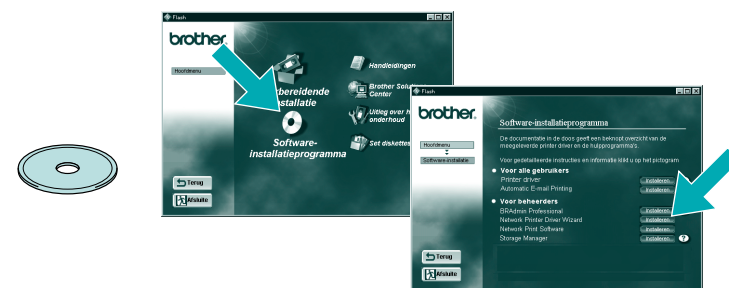 Flash
brother.
Hoofdmenu
bereidende
installatie
Software-
installatieprogramma
Handleidingen
Brother Solu
Center
Uitleg over h
onderhoud
Set diskettes
Terug
Afsluite
Flash
brother.
Hoofdmenu
Software-installatie
Software-installatieprogramma
De documentatie in de doos geeft een beknopt overzicht van de
meegeleverde printer driver en de hulpprogramma's.
Voor gedetailleerde instructies en informatie klikt u op het pictogram
Voor alle gebruikers
Printer driver Installeren
Automatic E-mail Printing Installeren
Voor beheerders
BRAdmin Professional Installeren
Network Printer Driver Wizard Installeren
Network Print Software Installeren
Storage Manager Installeren ?
Terug
Afsluite